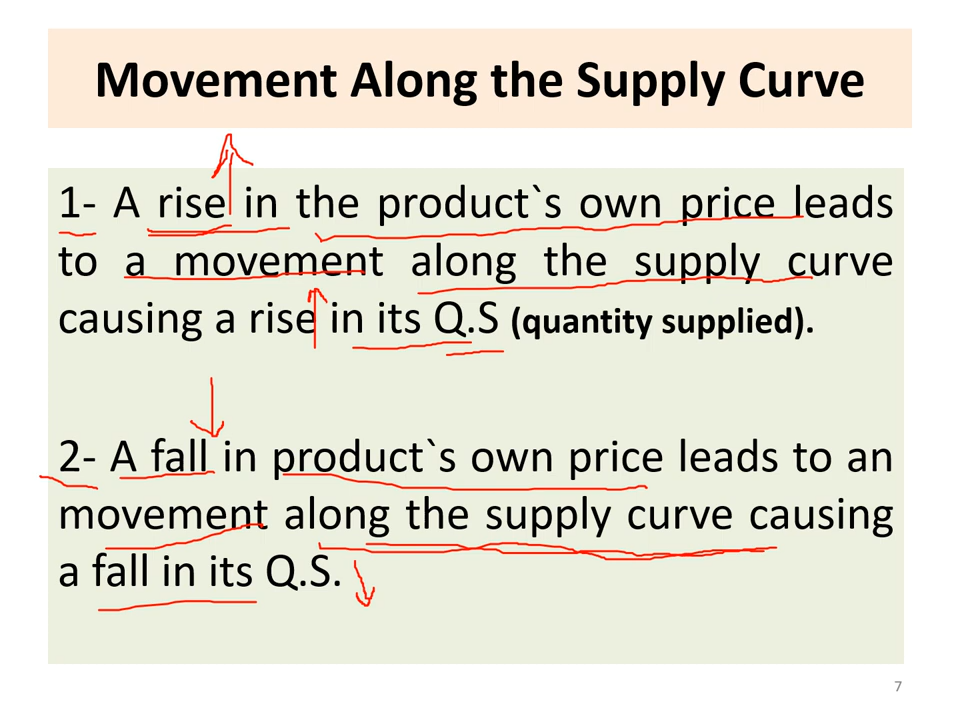 Movement Along the Supply Curve
1- A rise in the product`s own price leads
to a movement along the supply curve
causing a rise in its Q.S (quantity supplied).
2- A fall in product`s own price leads to an
movement along the supply curve causing
a fall in its Q.S.
7